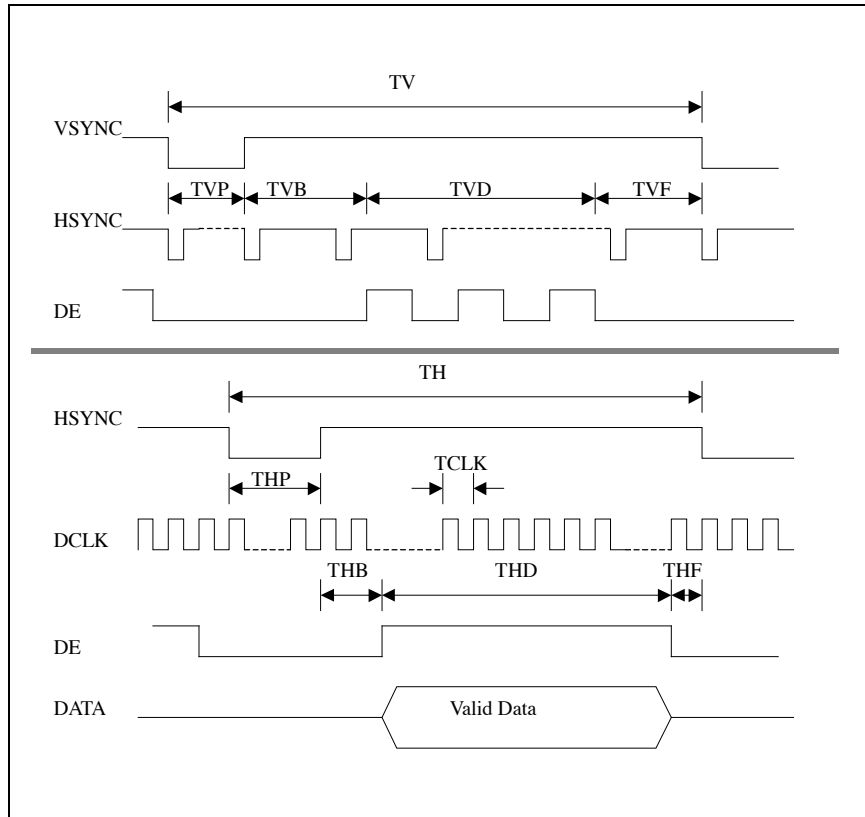 TV
VSYNC
TVP TVB TVD TVF
HSYNC
DE
TH
HSYNC
THP TCLK
DCLK
THB THD THF
DE
DATA Valid Data